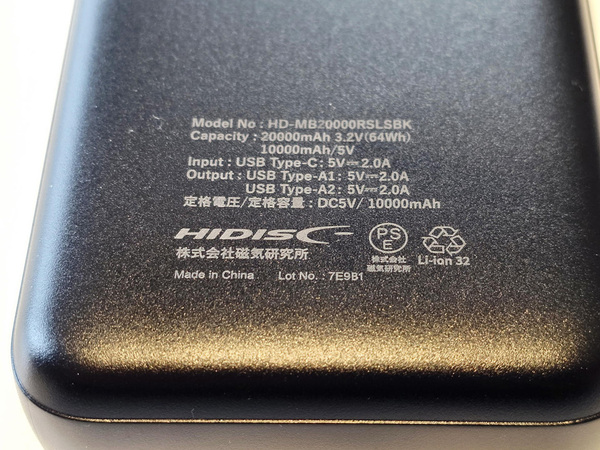 Model No : HD-MB20000RSLSBK
Capacity : 20000mAh 3.2V(64Wh)
10000mAh/5V
Input : USB Type-C : 5V⎓2.0A
Output : USB Type-A1 : 5V⎓2.0A
USB Type-A2 : 5V⎓2.0A
定格電圧/定格容量 : DC5V/ 10000mAh
HIDISC
株式会社磁気研究所
PS
E
株式会社
磁気研究所
Li-ion 32
Made in China Lot No. : 7E9B1